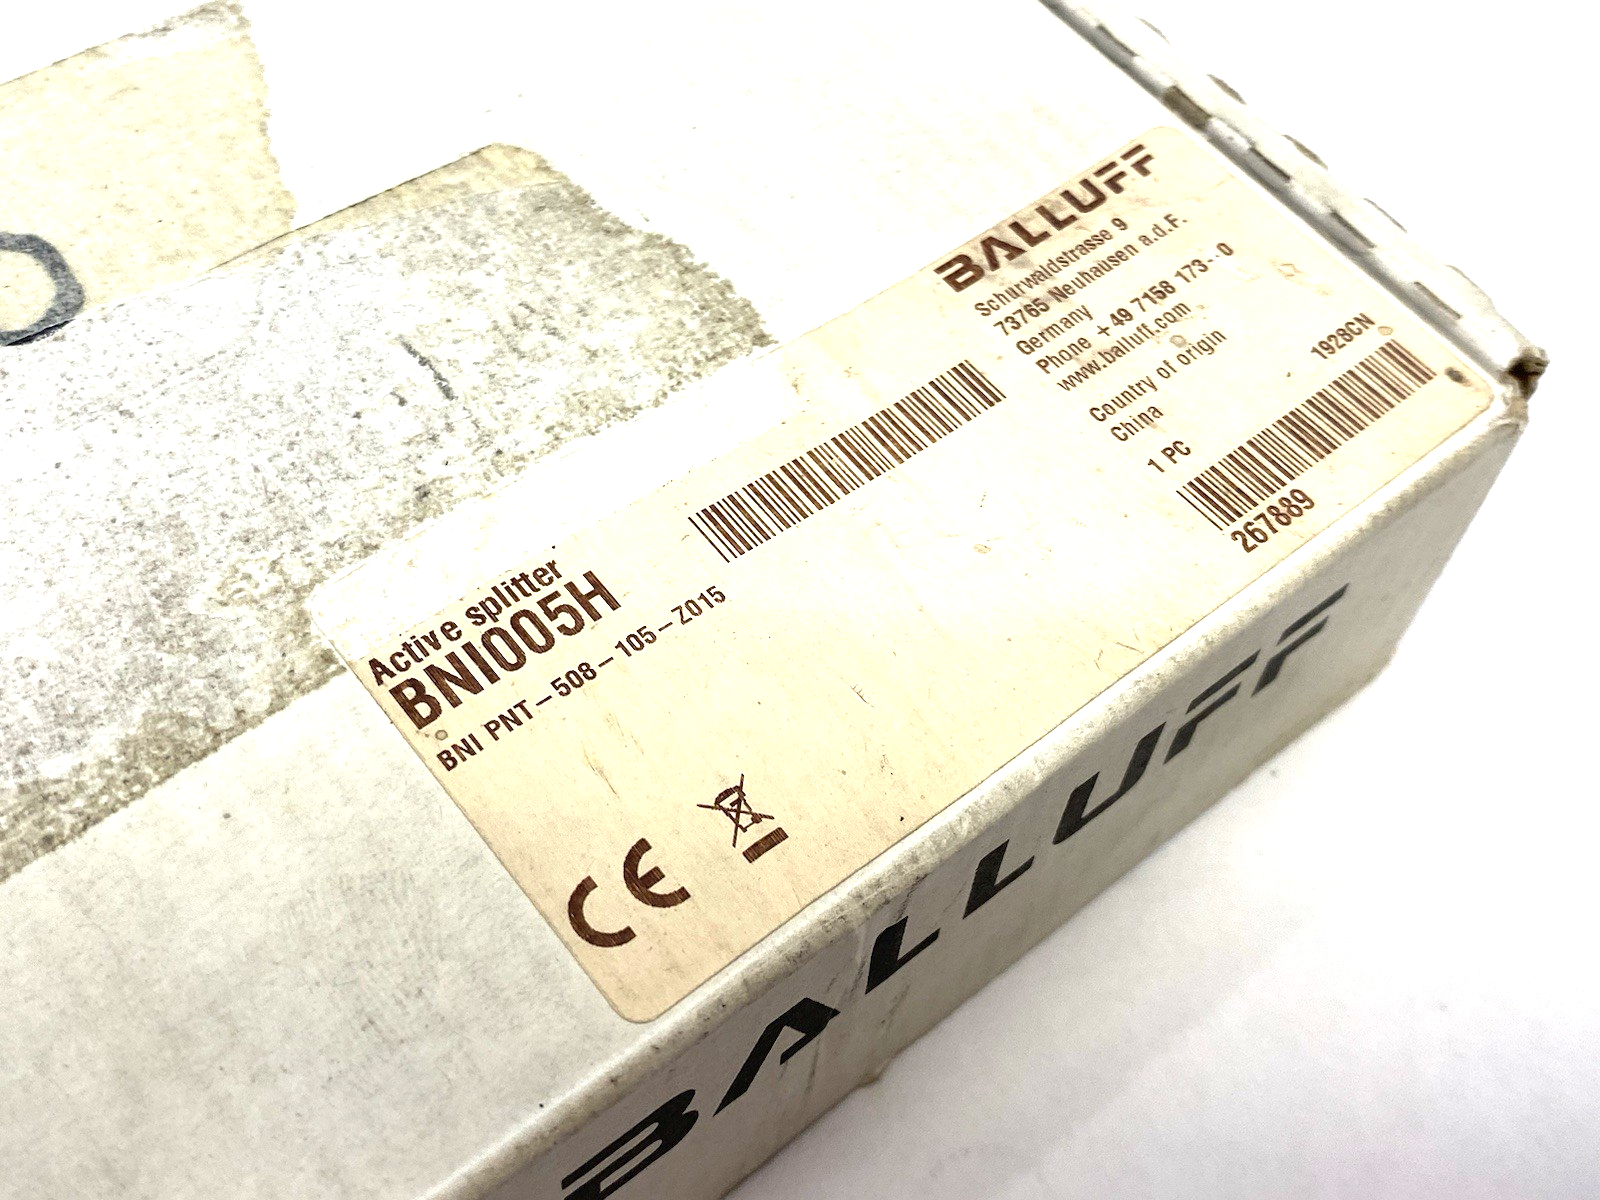 BALLUFF
Schurwaldstrasse 9
73765 Neuhausen a.d.F.
Germany
Phone +49 7158 173-0
www.balluff.com
Country of origin
China
1928CN
1 PC
267889
Active splitter
BNI005H
BNI PNT-508-105-Z015
CE
BALLUFF